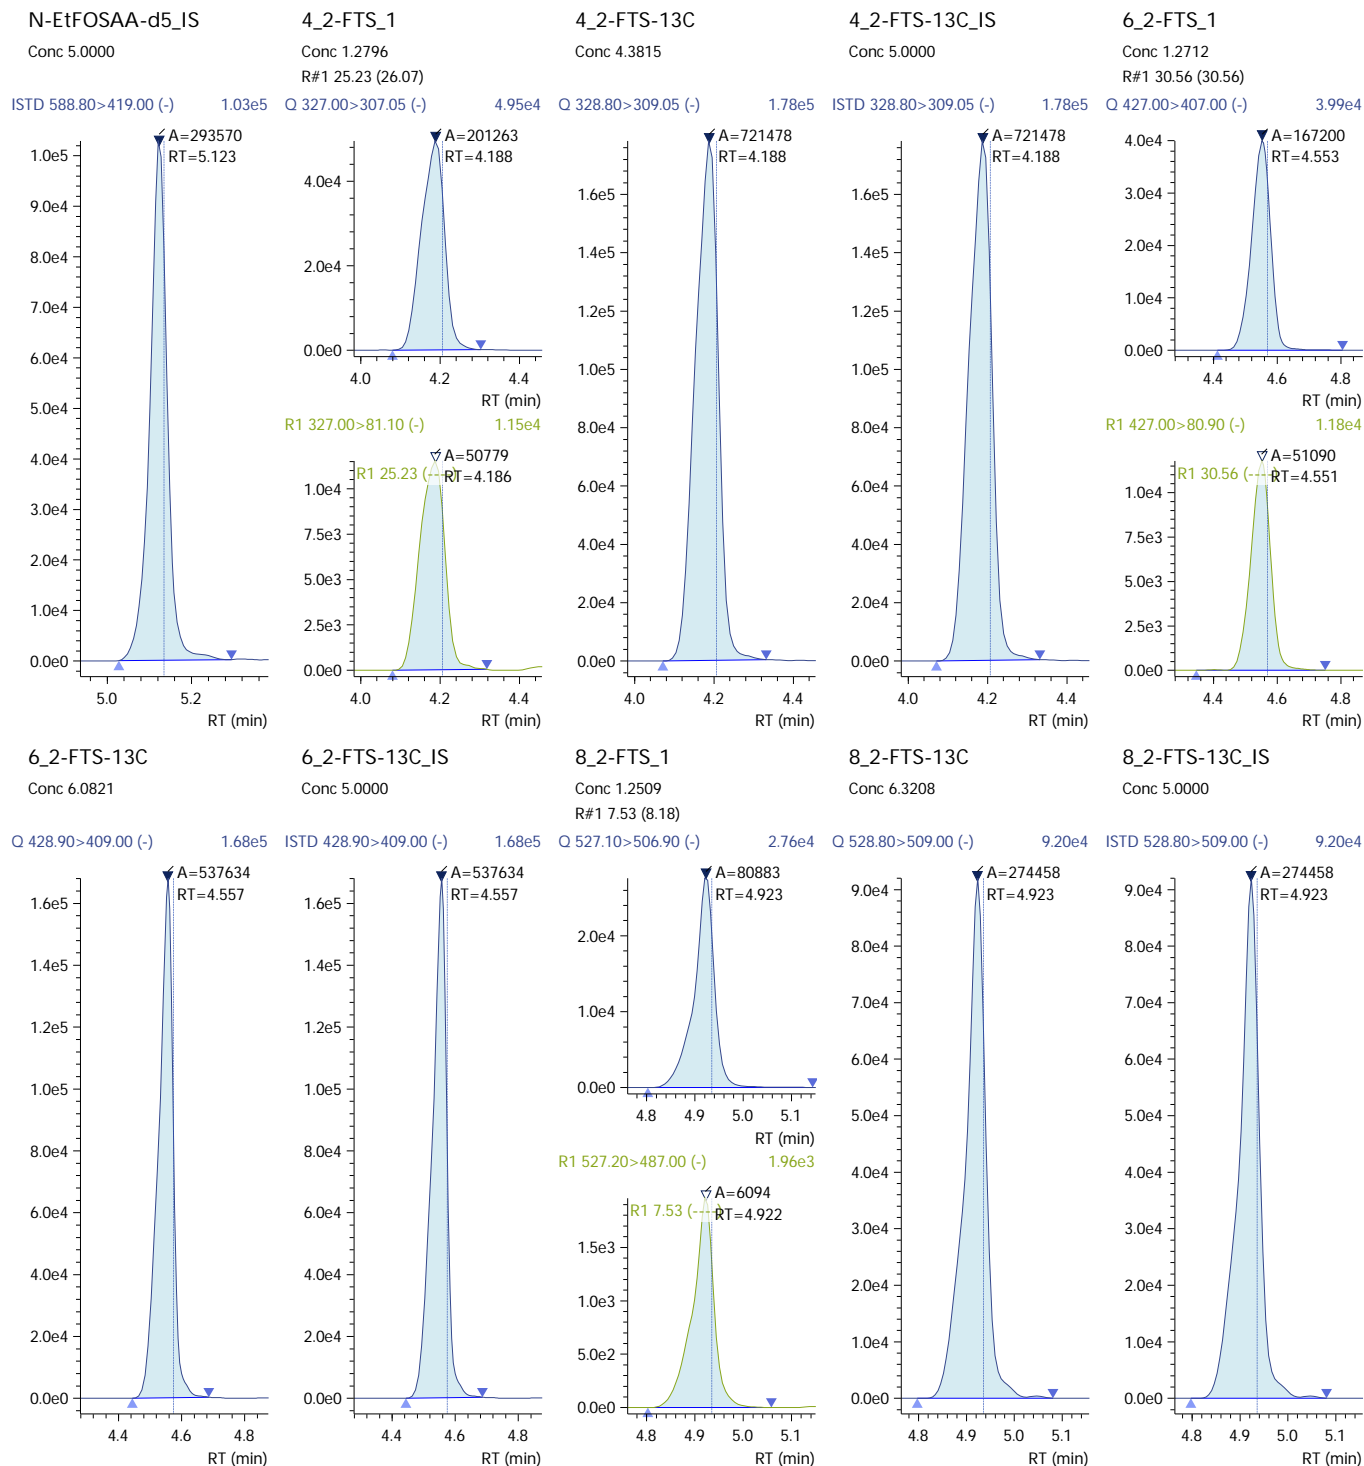 N-EtFOSAA-d5_IS
Conc 5.0000
ISTD 588.80>419.00 (-) 1.03e5
A=293570
RT=5.123
1.0e5
9.0e4
8.0e4
7.0e4
6.0e4
5.0e4
4.0e4
3.0e4
2.0e4
1.0e4
0.0e0
5.0 5.2
RT (min)
4_2-FTS_1
Conc 1.2796
R#1 25.23 (26.07)
Q 327.00>307.05 (-) 4.95e4
A=201263
RT=4.188
4.0e4
2.0e4
0.0e0
4.0 4.2 4.4
RT (min)
R1 327.00>81.10 (-) 1.15e4
A=50779
R1 25.23 (----)
RT=4.186
1.0e4
7.5e3
5.0e3
2.5e3
0.0e0
4.0 4.2 4.4
RT (min)
4_2-FTS-13C
Conc 4.3815
Q 328.80>309.05 (-) 1.78e5
A=721478
RT=4.188
1.6e5
1.4e5
1.2e5
1.0e5
8.0e4
6.0e4
4.0e4
2.0e4
0.0e0
4.0 4.2 4.4
RT (min)
4_2-FTS-13C_IS
Conc 5.0000
ISTD 328.80>309.05 (-) 1.78e5
A=721478
RT=4.188
1.6e5
1.4e5
1.2e5
1.0e5
8.0e4
6.0e4
4.0e4
2.0e4
0.0e0
4.0 4.2 4.4
RT (min)
6_2-FTS_1
Conc 1.2712
R#1 30.56 (30.56)
Q 427.00>407.00 (-) 3.99e4
A=167200
RT=4.553
4.0e4
3.0e4
2.0e4
1.0e4
0.0e0
4.4 4.6 4.8
RT (min)
R1 427.00>80.90 (-) 1.18e4
A=51090
R1 30.56 (----
RT=4.551
1.0e4
7.5e3
5.0e3
2.5e3
0.0e0
4.4 4.6 4.8
RT (min)
6_2-FTS-13C
Conc 6.0821
Q 428.90>409.00 (-) 1.68e5
A=537634
RT=4.557
1.6e5
1.4e5
1.2e5
1.0e5
8.0e4
6.0e4
4.0e4
2.0e4
0.0e0
4.4 4.6 4.8
RT (min)
6_2-FTS-13C_IS
Conc 5.0000
ISTD 428.90>409.00 (-) 1.68e5
A=537634
RT=4.557
1.6e5
1.4e5
1.2e5
1.0e5
8.0e4
6.0e4
4.0e4
2.0e4
0.0e0
4.4 4.6 4.8
RT (min)
8_2-FTS_1
Conc 1.2509
R#1 7.53 (8.18)
Q 527.10>506.90 (-) 2.76e4
A=80883
RT=4.923
2.0e4
1.0e4
0.0e0
4.8 4.9 5.0 5.1
RT (min)
R1 527.20>487.00 (-) 1.96e3
A=6094
R1 7.53 (----
RT=4.922
1.5e3
1.0e3
5.0e2
0.0e0
4.8 4.9 5.0 5.1
RT (min)
8_2-FTS-13C
Conc 6.3208
Q 528.80>509.00 (-) 9.20e4
A=274458
RT=4.923
9.0e4
8.0e4
7.0e4
6.0e4
5.0e4
4.0e4
3.0e4
2.0e4
1.0e4
0.0e0
4.8 4.9 5.0 5.1
RT (min)
8_2-FTS-13C_IS
Conc 5.0000
ISTD 528.80>509.00 (-) 9.20e4
A=274458
RT=4.923
9.0e4
8.0e4
7.0e4
6.0e4
5.0e4
4.0e4
3.0e4
2.0e4
1.0e4
0.0e0
4.8 4.9 5.0 5.1
RT (min)